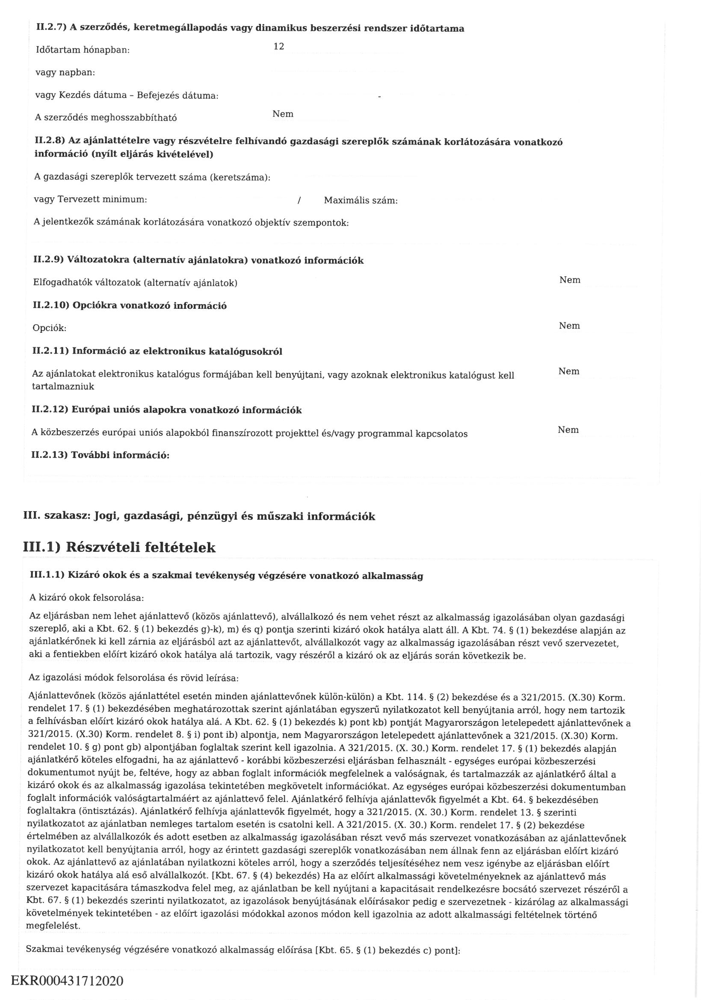 II.2.7) A szerződés, keretmegállapodás vagy dinamikus beszerzési rendszer időtartama
Időtartam hónapban: 12
vagy napban:
vagy Kezdés dátuma – Befejezés dátuma: -
A szerződés meghosszabbítható Nem
II.2.8) Az ajánlattételre vagy részvételre felhívandó gazdasági szereplők számának korlátozására vonatkozó
információ (nyílt eljárás kivételével)
A gazdasági szereplők tervezett száma (keretszáma):
vagy Tervezett minimum: / Maximális szám:
A jelentkezők számának korlátozására vonatkozó objektív szempontok:
II.2.9) Változatokra (alternatív ajánlatokra) vonatkozó információk
Elfogadhatók változatok (alternatív ajánlatok) Nem
II.2.10) Opciókra vonatkozó információ
Opciók: Nem
II.2.11) Információ az elektronikus katalógusokról
Az ajánlatokat elektronikus katalógus formájában kell benyújtani, vagy azoknak elektronikus katalógust kell Nem
tartalmazniuk
II.2.12) Európai uniós alapokra vonatkozó információk
A közbeszerzés európai uniós alapokból finanszírozott projekttel és/vagy programmal kapcsolatos Nem
II.2.13) További információ:
III. szakasz: Jogi, gazdasági, pénzügyi és műszaki információk
III.1) Részvételi feltételek
III.1.1) Kizáró okok és a szakmai tevékenység végzésére vonatkozó alkalmasság
A kizáró okok felsorolása:
Az eljárásban nem lehet ajánlattevő (közös ajánlattevő), alvállalkozó és nem vehet részt az alkalmasság igazolásában olyan gazdasági
szereplő, aki a Kbt. 62. § (1) bekezdés g)-k), m) és q) pontja szerinti kizáró okok hatálya alatt áll. A Kbt. 74. § (1) bekezdése alapján az
ajánlatkérőnek ki kell zárnia az eljárásból azt az ajánlattevőt, alvállalkozót vagy az alkalmasság igazolásában részt vevő szervezetet,
aki a fentiekben előírt kizáró okok hatálya alá tartozik, vagy részéről a kizáró ok az eljárás során következik be.
Az igazolási módok felsorolása és rövid leírása:
Ajánlattevőnek (közös ajánlattétel esetén minden ajánlattevőnek külön-külön) a Kbt. 114. § (2) bekezdése és a 321/2015. (X.30) Korm.
rendelet 17. § (1) bekezdésében meghatározottak szerint ajánlatában egyszerű nyilatkozatot kell benyújtania arról, hogy nem tartozik
a felhívásban előírt kizáró okok hatálya alá. A Kbt. 62. § (1) bekezdés k) pont kb) pontját Magyarországon letelepedett ajánlattevőnek a
321/2015. (X.30) Korm. rendelet 8. § i) pont ib) alpontja, nem Magyarországon letelepedett ajánlattevőnek a 321/2015. (X.30) Korm.
rendelet 10. § g) pont gb) alpontjában foglaltak szerint kell igazolnia. A 321/2015. (X. 30.) Korm. rendelet 17. § (1) bekezdés alapján
ajánlatkérő köteles elfogadni, ha az ajánlattevő - korábbi közbeszerzési eljárásban felhasznált - egységes európai közbeszerzési
dokumentumot nyújt be, feltéve, hogy az abban foglalt információk megfelelnek a valóságnak, és tartalmazzák az ajánlatkérő által a
kizáró okok és az alkalmasság igazolása tekintetében megkövetelt információkat. Az egységes európai közbeszerzési dokumentumban
foglalt információk valóságtartalmáért az ajánlattevő felel. Ajánlatkérő felhívja ajánlattevők figyelmét a Kbt. 64. § bekezdésében
foglaltakra (öntisztázás). Ajánlatkérő felhívja ajánlattevők figyelmét, hogy a 321/2015. (X. 30.) Korm. rendelet 13. § szerinti
nyilatkozatot az ajánlatban nemleges tartalom esetén is csatolni kell. A 321/2015. (X. 30.) Korm. rendelet 17. § (2) bekezdése
értelmében az alvállalkozók és adott esetben az alkalmasság igazolásában részt vevő más szervezet vonatkozásában az ajánlattevőnek
nyilatkozatot kell benyújtania arról, hogy az érintett gazdasági szereplők vonatkozásában nem állnak fenn az eljárásban előírt kizáró
okok. Az ajánlattevő az ajánlatában nyilatkozni köteles arról, hogy a szerződés teljesítéséhez nem vesz igénybe az eljárásban előírt
kizáró okok hatálya alá eső alvállalkozót. [Kbt. 67. § (4) bekezdés) Ha az előírt alkalmassági követelményeknek az ajánlattevő más
szervezet kapacitására támaszkodva felel meg, az ajánlatban be kell nyújtani a kapacitásait rendelkezésre bocsátó szervezet részéről a
Kbt. 67. § (1) bekezdés szerinti nyilatkozatot, az igazolások benyújtásának előírásakor pedig e szervezetnek - kizárólag az alkalmassági
követelmények tekintetében - az előírt igazolási módokkal azonos módon kell igazolnia az adott alkalmassági feltételnek történő
megfelelést.
Szakmai tevékenység végzésére vonatkozó alkalmasság előírása [Kbt. 65. § (1) bekezdés c) pont]:
EKR000431712020